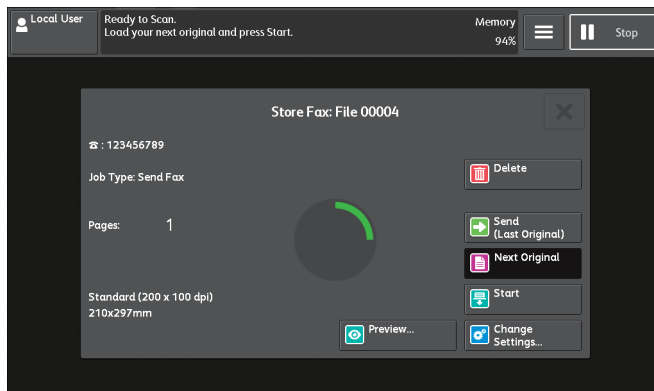 Local User
Ready to Scan.
Load your next original and press Start.
Memory
94%
Stop
Store Fax: File 00004
☎ : 123456789
Job Type: Send Fax
Delete
Pages: 1
Send
(Last Original)
Next Original
Standard (200 x 100 dpi)
210x297mm
Start
Preview...
Change
Settings...